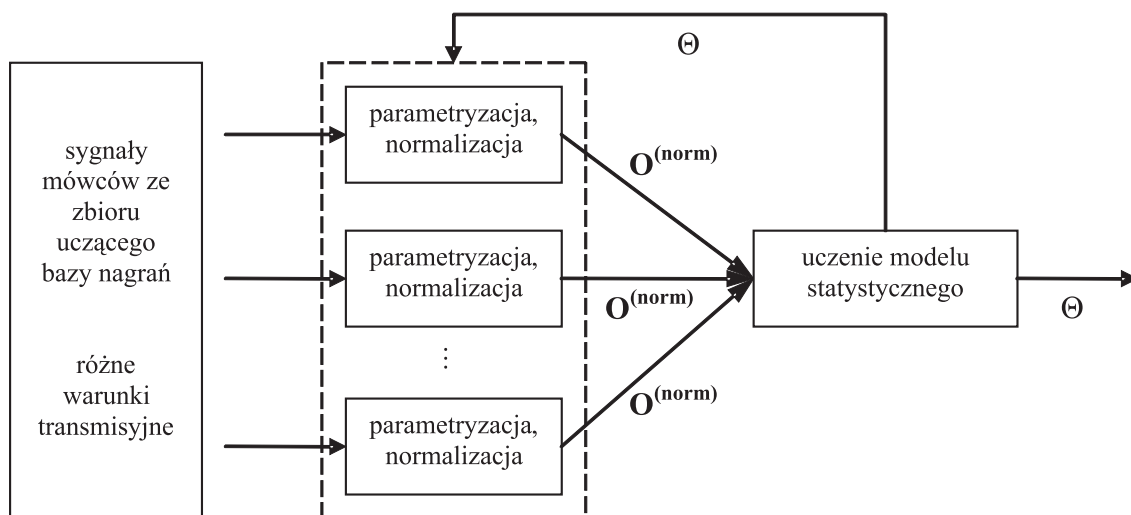 sygnały
mówców ze
zbioru
uczącego
bazy nagrań
różne
warunki
transmisyjne
Θ
parametryzacja,
normalizacja
O(norm)
parametryzacja,
normalizacja
O(norm)
⋮
parametryzacja,
normalizacja
O(norm)
uczenie modelu
statystycznego
Θ